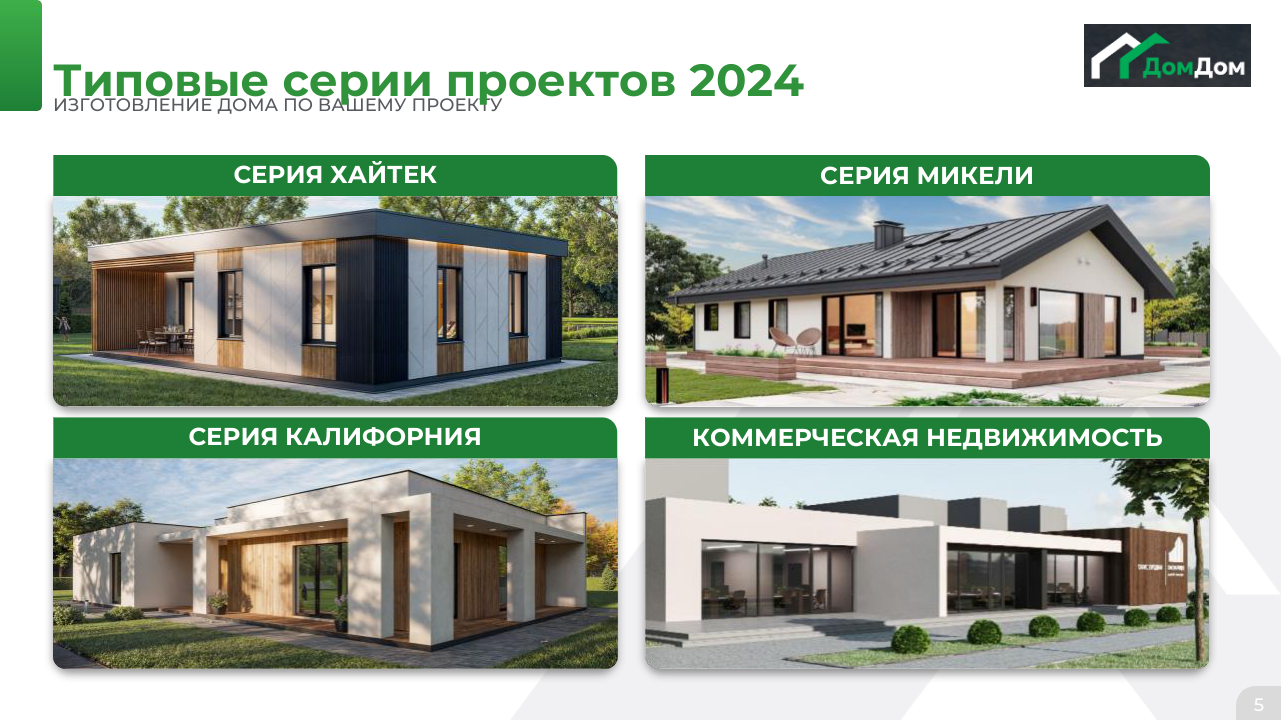 Типовые серии проектов 2024
ИЗГОТОВЛЕНИЕ ДОМА ПО ВАШЕМУ ПРОЕКТУ
ДомДом
СЕРИЯ ХАЙТЕК
СЕРИЯ МИКЕЛИ
СЕРИЯ КАЛИФОРНИЯ
КОММЕРЧЕСКАЯ НЕДВИЖИМОСТЬ
5